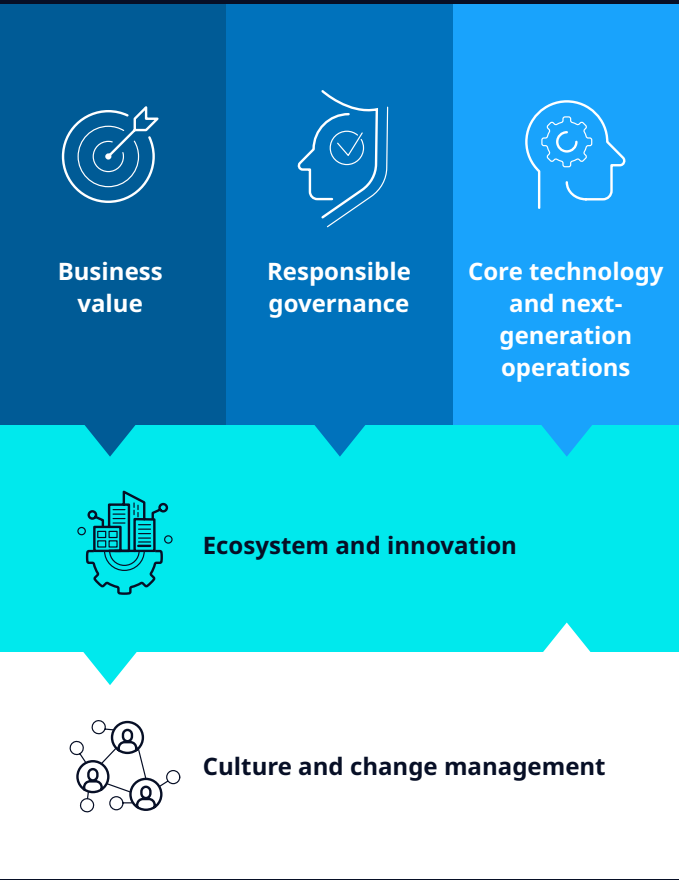 Business
value
Responsible
governance
Core technology
and next-
generation
operations
Ecosystem and innovation
Culture and change management